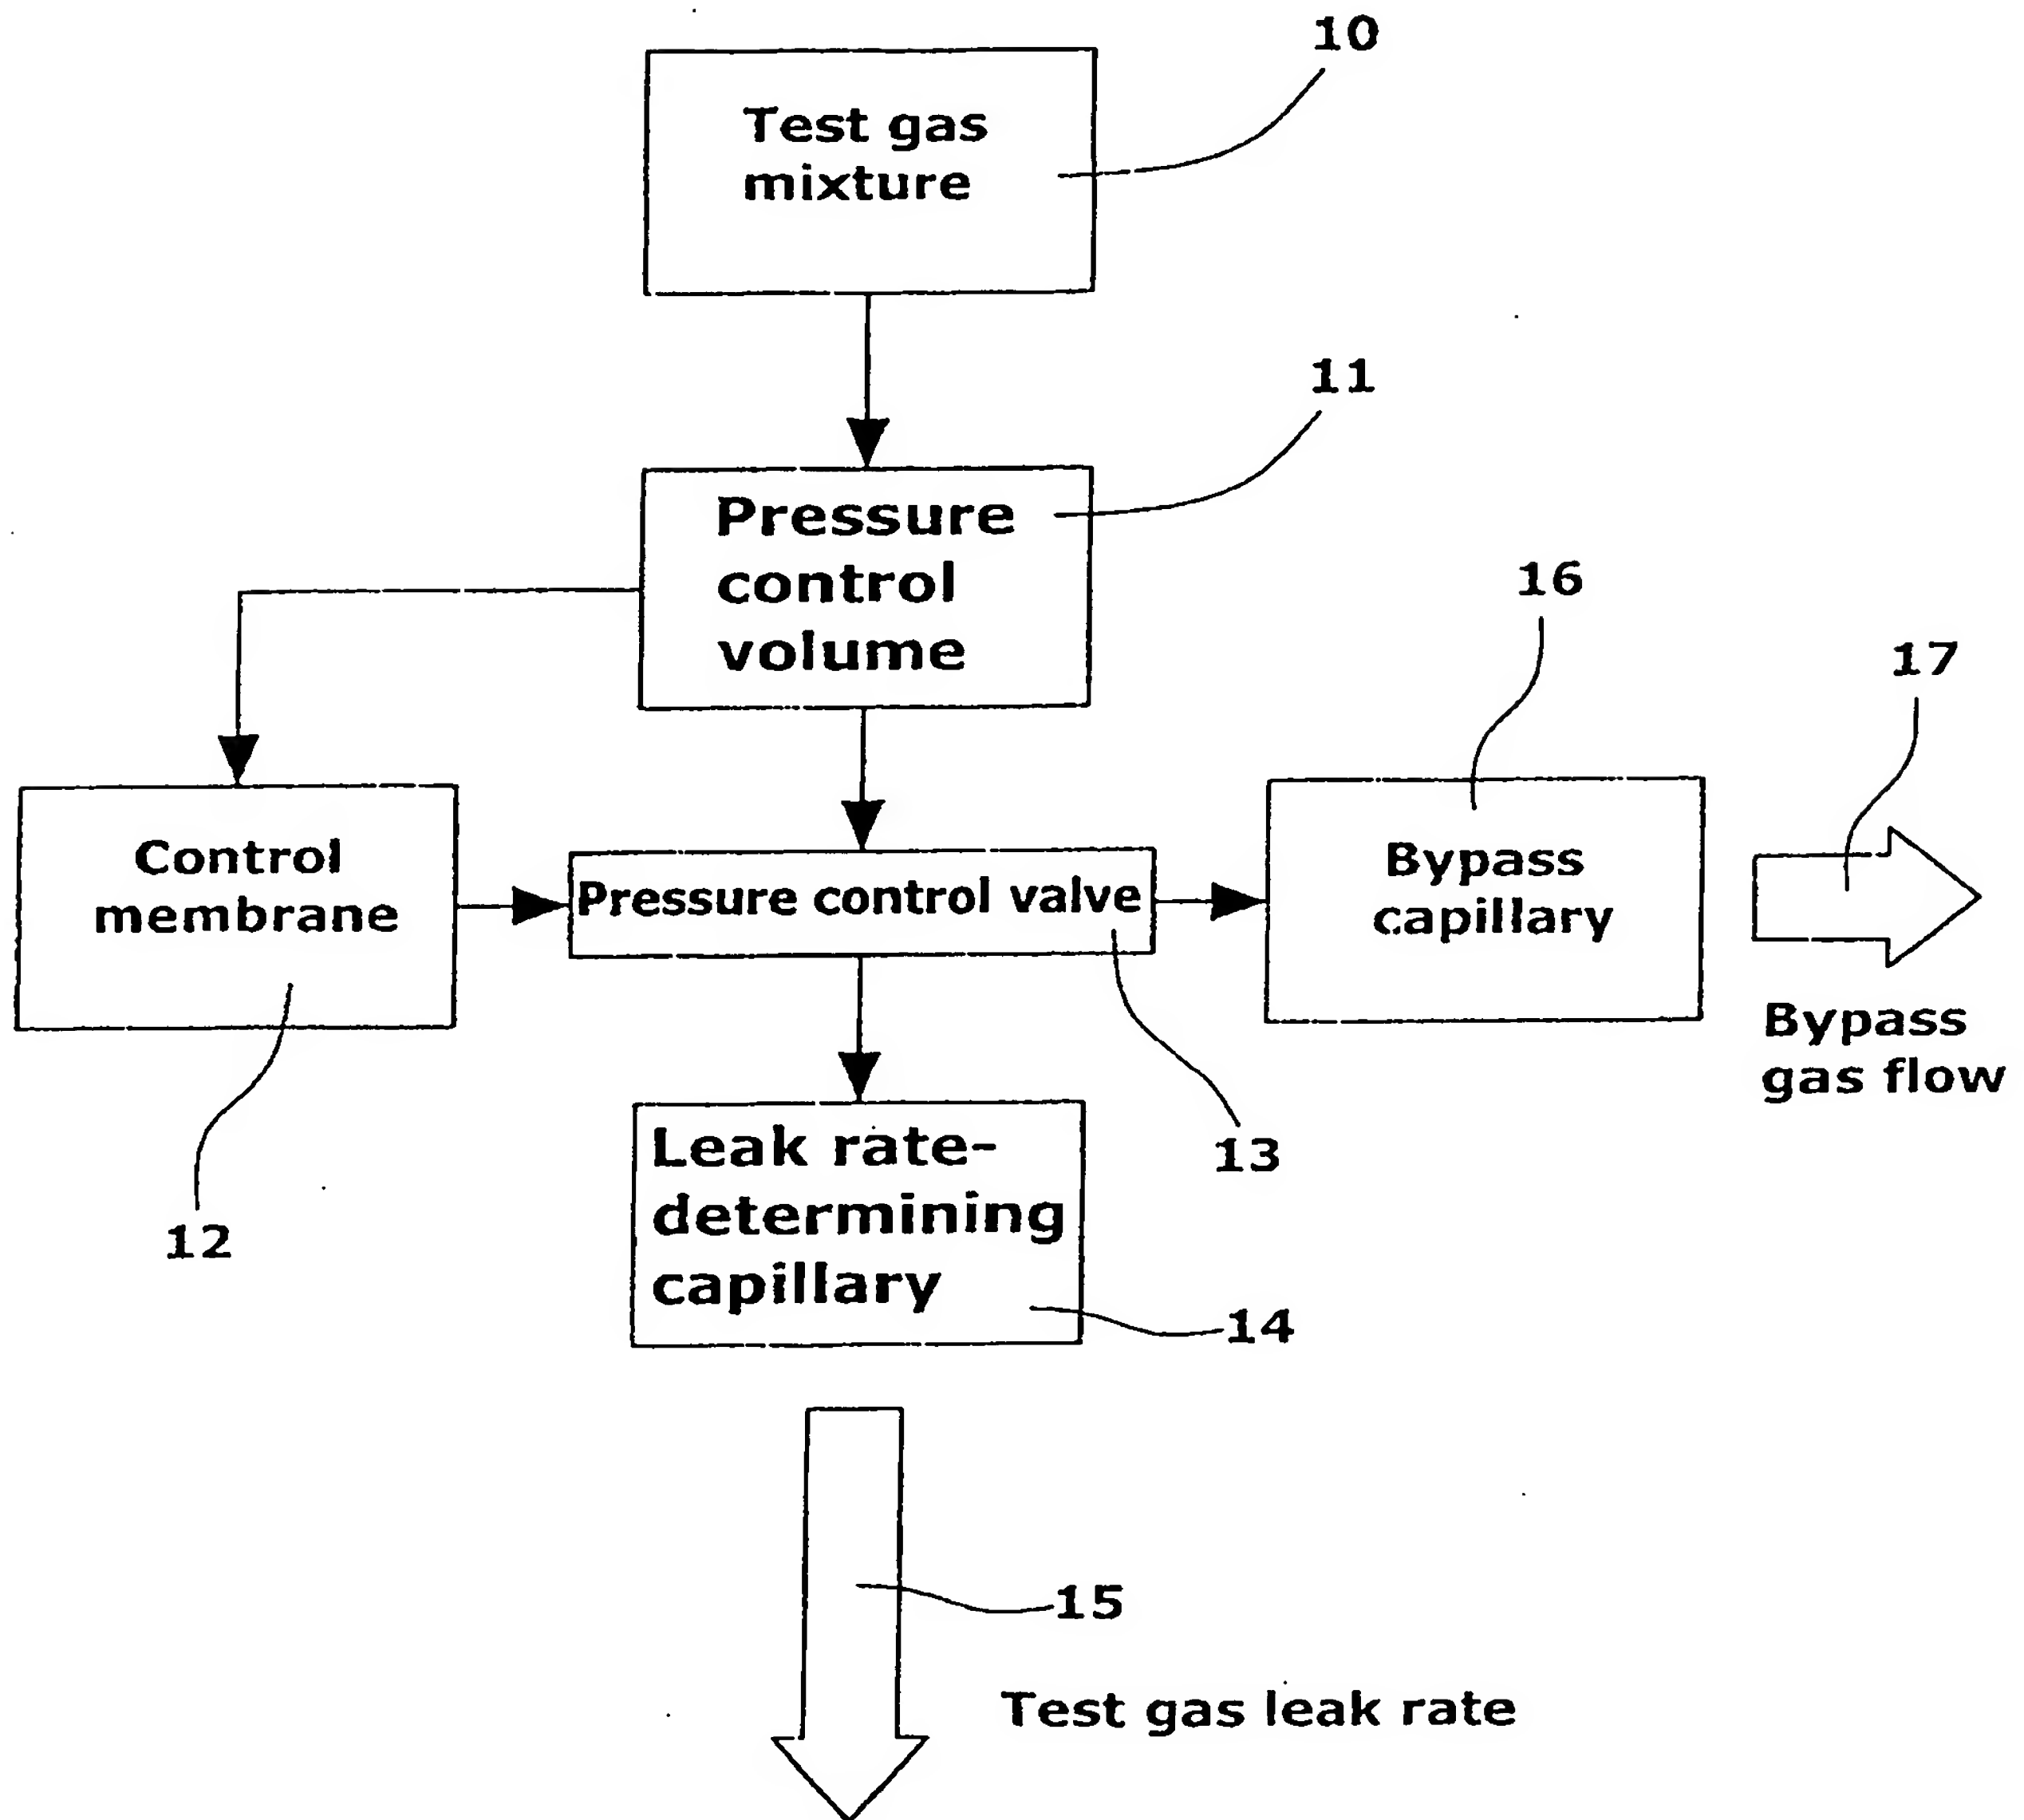 10
Test gas
mixture
11
Pressure
control
volume
16
17
Control
membrane
Pressure control valve
Bypass
capillary
Bypass
gas flow
12
13
Leak rate-
determining
capillary
14
15
Test gas leak rate